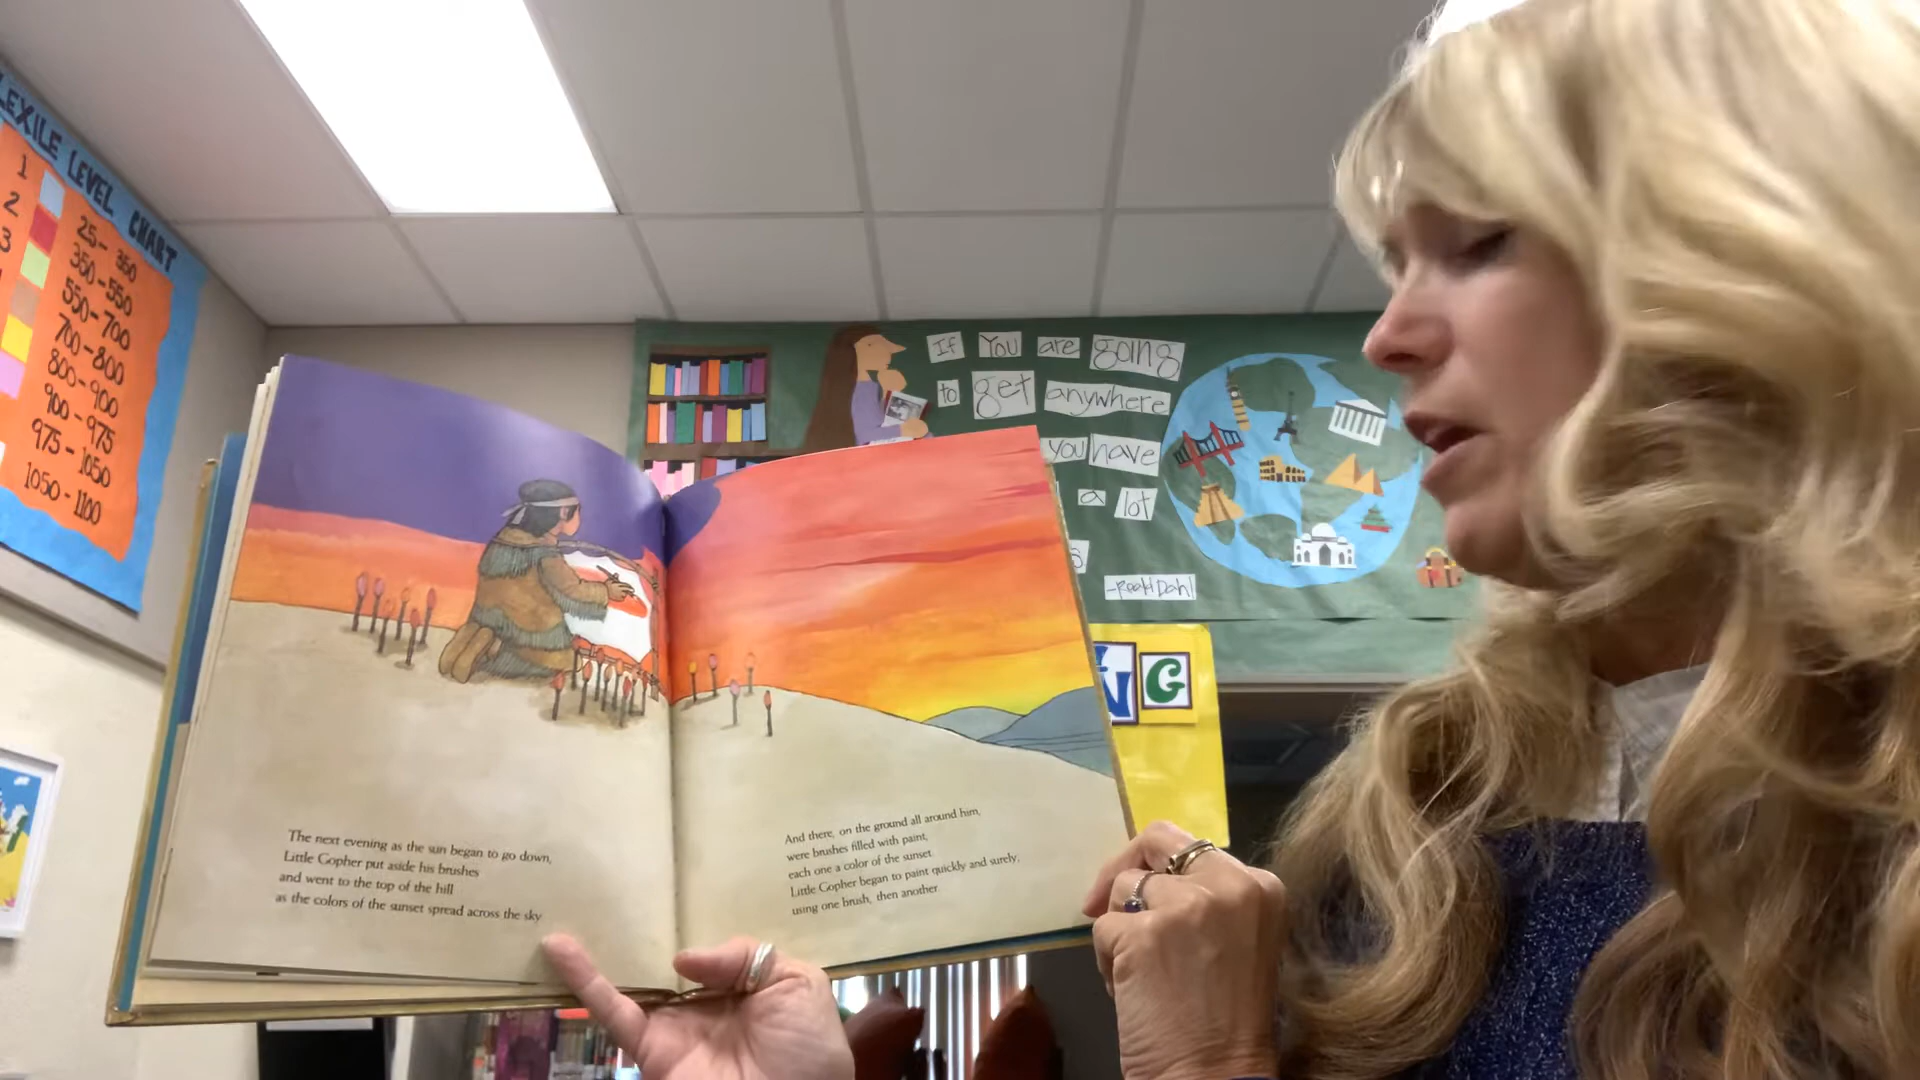 LEXILE LEVEL CHART
1 25 - 350
2 350 - 550
3 550 - 700
700 - 800
800 - 900
900 - 975
975 - 1050
1050 - 1100
If You are going
to get anywhere
you have
a lot
-Roald Dahl
N G
The next evening as the sun began to go down,
Little Gopher put aside his brushes
and went to the top of the hill
as the colors of the sunset spread across the sky
And there, on the ground all around him,
were brushes filled with paint,
each one a color of the sunset.
Little Gopher began to paint quickly and surely,
using one brush, then another.